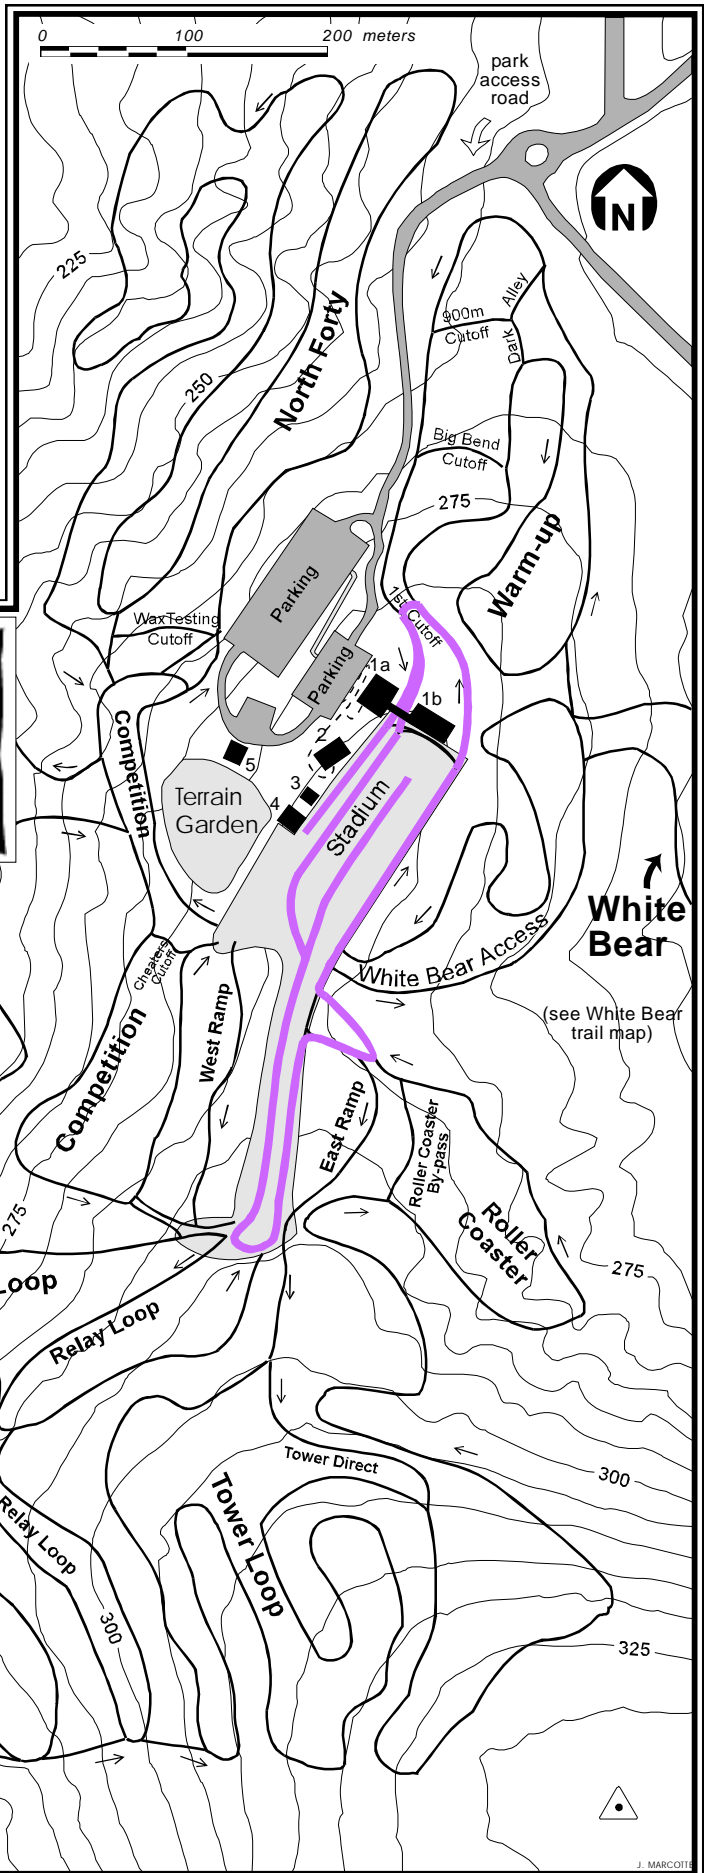 0 100 200 meters
park
access
road
N
225
Alley
900m
Cutoff
Dark
North Forty
250
Big Bend
Cutoff
275
Warm-up
Parking
1st Cutoff
WaxTesting
Cutoff
Parking
1a
1b
Competition
2
5
3
4
Terrain
Garden
Stadium
White
Bear
White Bear Access
Cheaters
Cutoff
(see White Bear
trail map)
West Ramp
Competition
East Ramp
Roller Coaster
By-pass
Roller
Coaster
275
275
Loop
Relay Loop
Tower Direct
300
Tower Loop
Relay Loop
300
325
J. MARCOTTE